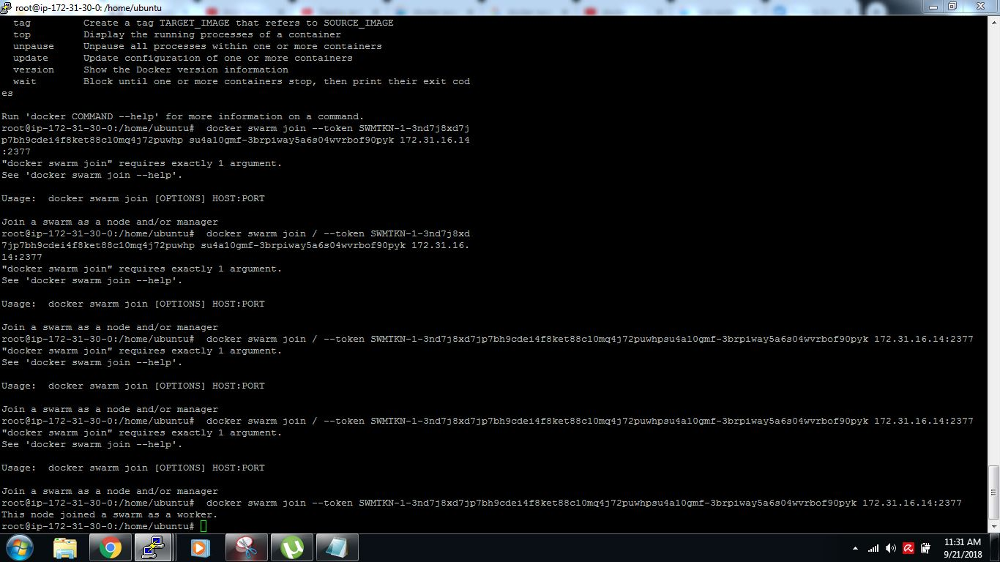 root@ip-172-31-30-0: /home/ubuntu
tag Create a tag TARGET_IMAGE that refers to SOURCE_IMAGE
top Display the running processes of a container
unpause Unpause all processes within one or more containers
update Update configuration of one or more containers
version Show the Docker version information
wait Block until one or more containers stop, then print their exit cod
es
Run 'docker COMMAND --help' for more information on a command.
root@ip-172-31-30-0:/home/ubuntu# docker swarm join --token SWMTKN-1-3nd7j8xd7j
p7bh9cdei4f8ket88c10mq4j72puwhp su4a10gmf-3brpiway5a6s04wvrbof90pyk 172.31.16.14
:2377
"docker swarm join" requires exactly 1 argument.
See 'docker swarm join --help'.
Usage: docker swarm join [OPTIONS] HOST:PORT
Join a swarm as a node and/or manager
root@ip-172-31-30-0:/home/ubuntu# docker swarm join / --token SWMTKN-1-3nd7j8xd
7jp7bh9cdei4f8ket88c10mq4j72puwhp su4a10gmf-3brpiway5a6s04wvrbof90pyk 172.31.16.
14:2377
"docker swarm join" requires exactly 1 argument.
See 'docker swarm join --help'.
Usage: docker swarm join [OPTIONS] HOST:PORT
Join a swarm as a node and/or manager
root@ip-172-31-30-0:/home/ubuntu# docker swarm join / --token SWMTKN-1-3nd7j8xd7jp7bh9cdei4f8ket88c10mq4j72puwhpsu4a10gmf-3brpiway5a6s04wvrbof90pyk 172.31.16.14:2377
"docker swarm join" requires exactly 1 argument.
See 'docker swarm join --help'.
Usage: docker swarm join [OPTIONS] HOST:PORT
Join a swarm as a node and/or manager
root@ip-172-31-30-0:/home/ubuntu# docker swarm join / --token SWMTKN-1-3nd7j8xd7jp7bh9cdei4f8ket88c10mq4j72puwhpsu4a10gmf-3brpiway5a6s04wvrbof90pyk 172.31.16.14:2377
"docker swarm join" requires exactly 1 argument.
See 'docker swarm join --help'.
Usage: docker swarm join [OPTIONS] HOST:PORT
Join a swarm as a node and/or manager
root@ip-172-31-30-0:/home/ubuntu# docker swarm join --token SWMTKN-1-3nd7j8xd7jp7bh9cdei4f8ket88c10mq4j72puwhpsu4a10gmf-3brpiway5a6s04wvrbof90pyk 172.31.16.14:2377
This node joined a swarm as a worker.
root@ip-172-31-30-0:/home/ubuntu#
11:31 AM
9/21/2018